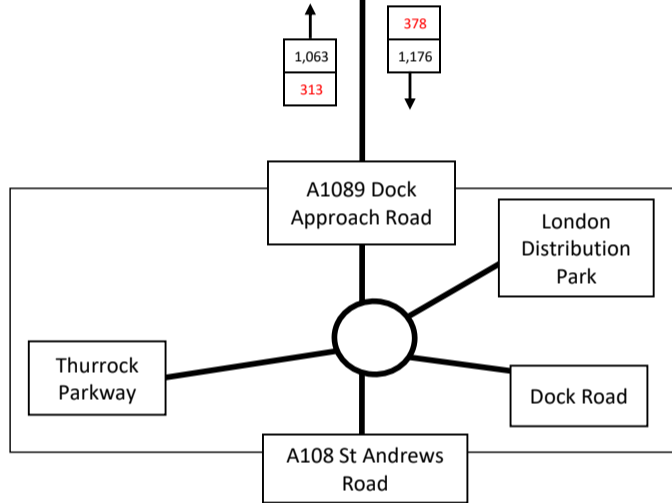 378
1,063
1,176
313
A1089 Dock
Approach Road
London
Distribution
Park
Thurrock
Parkway
Dock Road
A108 St Andrews
Road